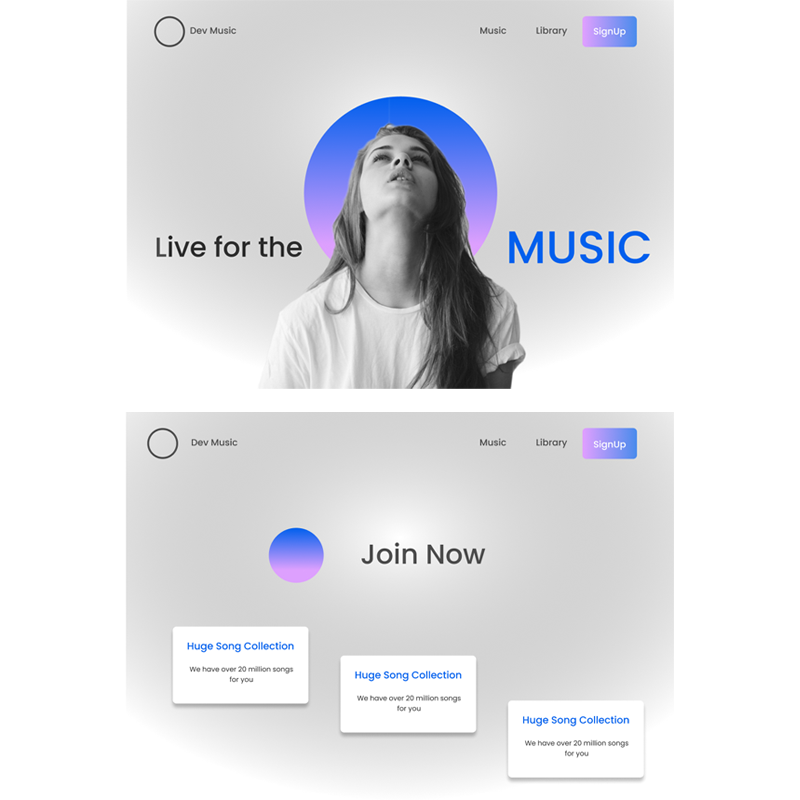 Dev Music
Music
Library
SignUp
Live for the
MUSIC
Dev Music
Music
Library
SignUp
Join Now
Huge Song Collection
We have over 20 million songs
for you
Huge Song Collection
We have over 20 million songs
for you
Huge Song Collection
We have over 20 million songs
for you